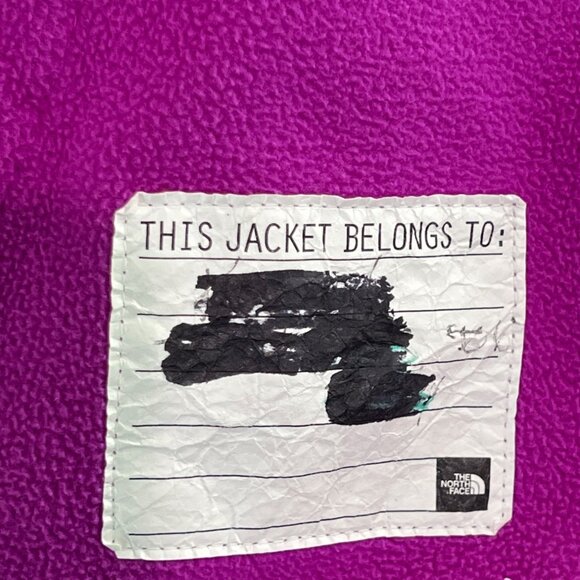 THIS JACKET BELONGS TO:
THE
NORTH
FACE